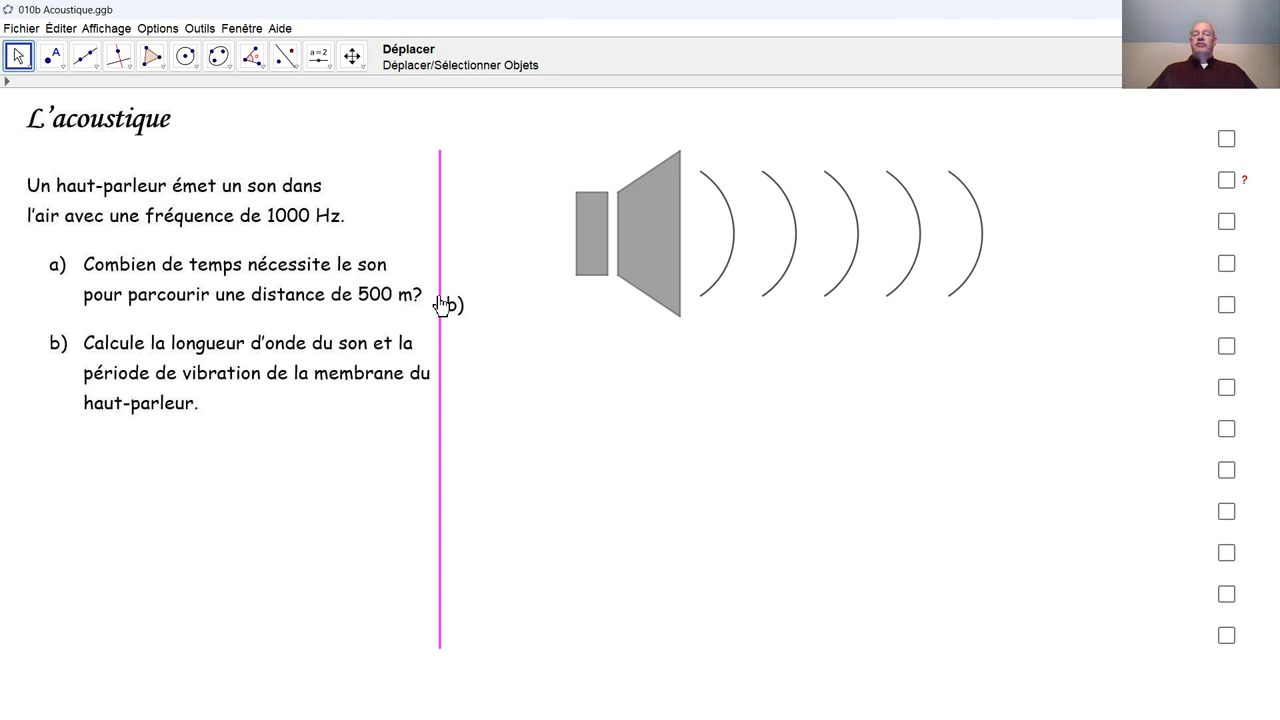 010b Acoustique.ggb
Fichier Éditer Affichage Options Outils Fenêtre Aide
A
a=2
Déplacer
Déplacer/Sélectionner Objets
L'acoustique
Un haut-parleur émet un son dans
l'air avec une fréquence de 1000 Hz.
a) Combien de temps nécessite le son
pour parcourir une distance de 500 m?
b)
b) Calcule la longueur d'onde du son et la
période de vibration de la membrane du
haut-parleur.
?